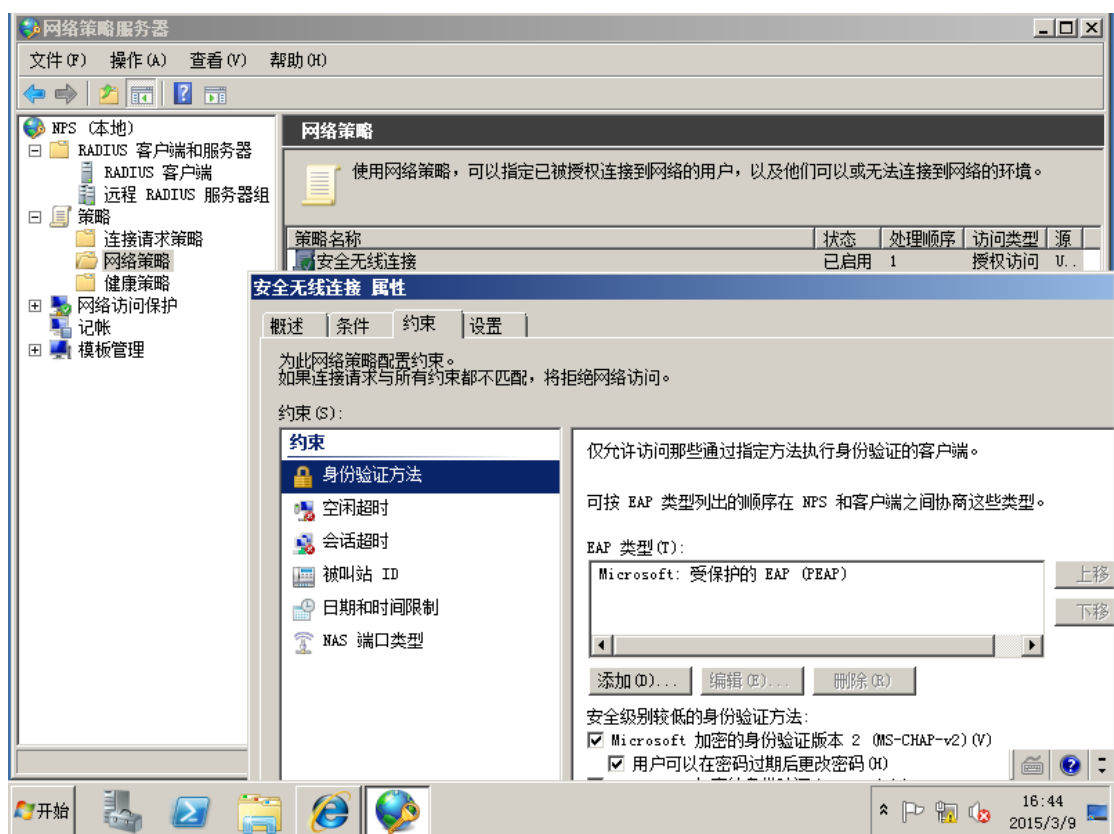 网络策略服务器
文件(F) 操作(A) 查看(V) 帮助(H)
NPS (本地)
RADIUS 客户端和服务器
RADIUS 客户端
远程 RADIUS 服务器组
策略
连接请求策略
网络策略
健康策略
网络访问保护
记帐
模板管理
网络策略
使用网络策略，可以指定已被授权连接到网络的用户，以及他们可以或无法连接到网络的环境。
策略名称 状态 处理顺序 访问类型 源
安全无线连接 已启用 1 授权访问 U..
安全无线连接 属性
概述 条件 约束 设置
为此网络策略配置约束。
如果连接请求与所有约束都不匹配，将拒绝网络访问。
约束(S):
约束
身份验证方法
空闲超时
会话超时
被叫站 ID
日期和时间限制
NAS 端口类型
仅允许访问那些通过指定方法执行身份验证的客户端。
可按 EAP 类型列出的顺序在 NPS 和客户端之间协商这些类型。
EAP 类型(T):
Microsoft: 受保护的 EAP (PEAP)
上移
下移
添加(D)... 编辑(E)... 删除(R)
安全级别较低的身份验证方法:
Microsoft 加密的身份验证版本 2 (MS-CHAP-v2)(V)
用户可以在密码过期后更改密码(H)
开始
16:44
2015/3/9